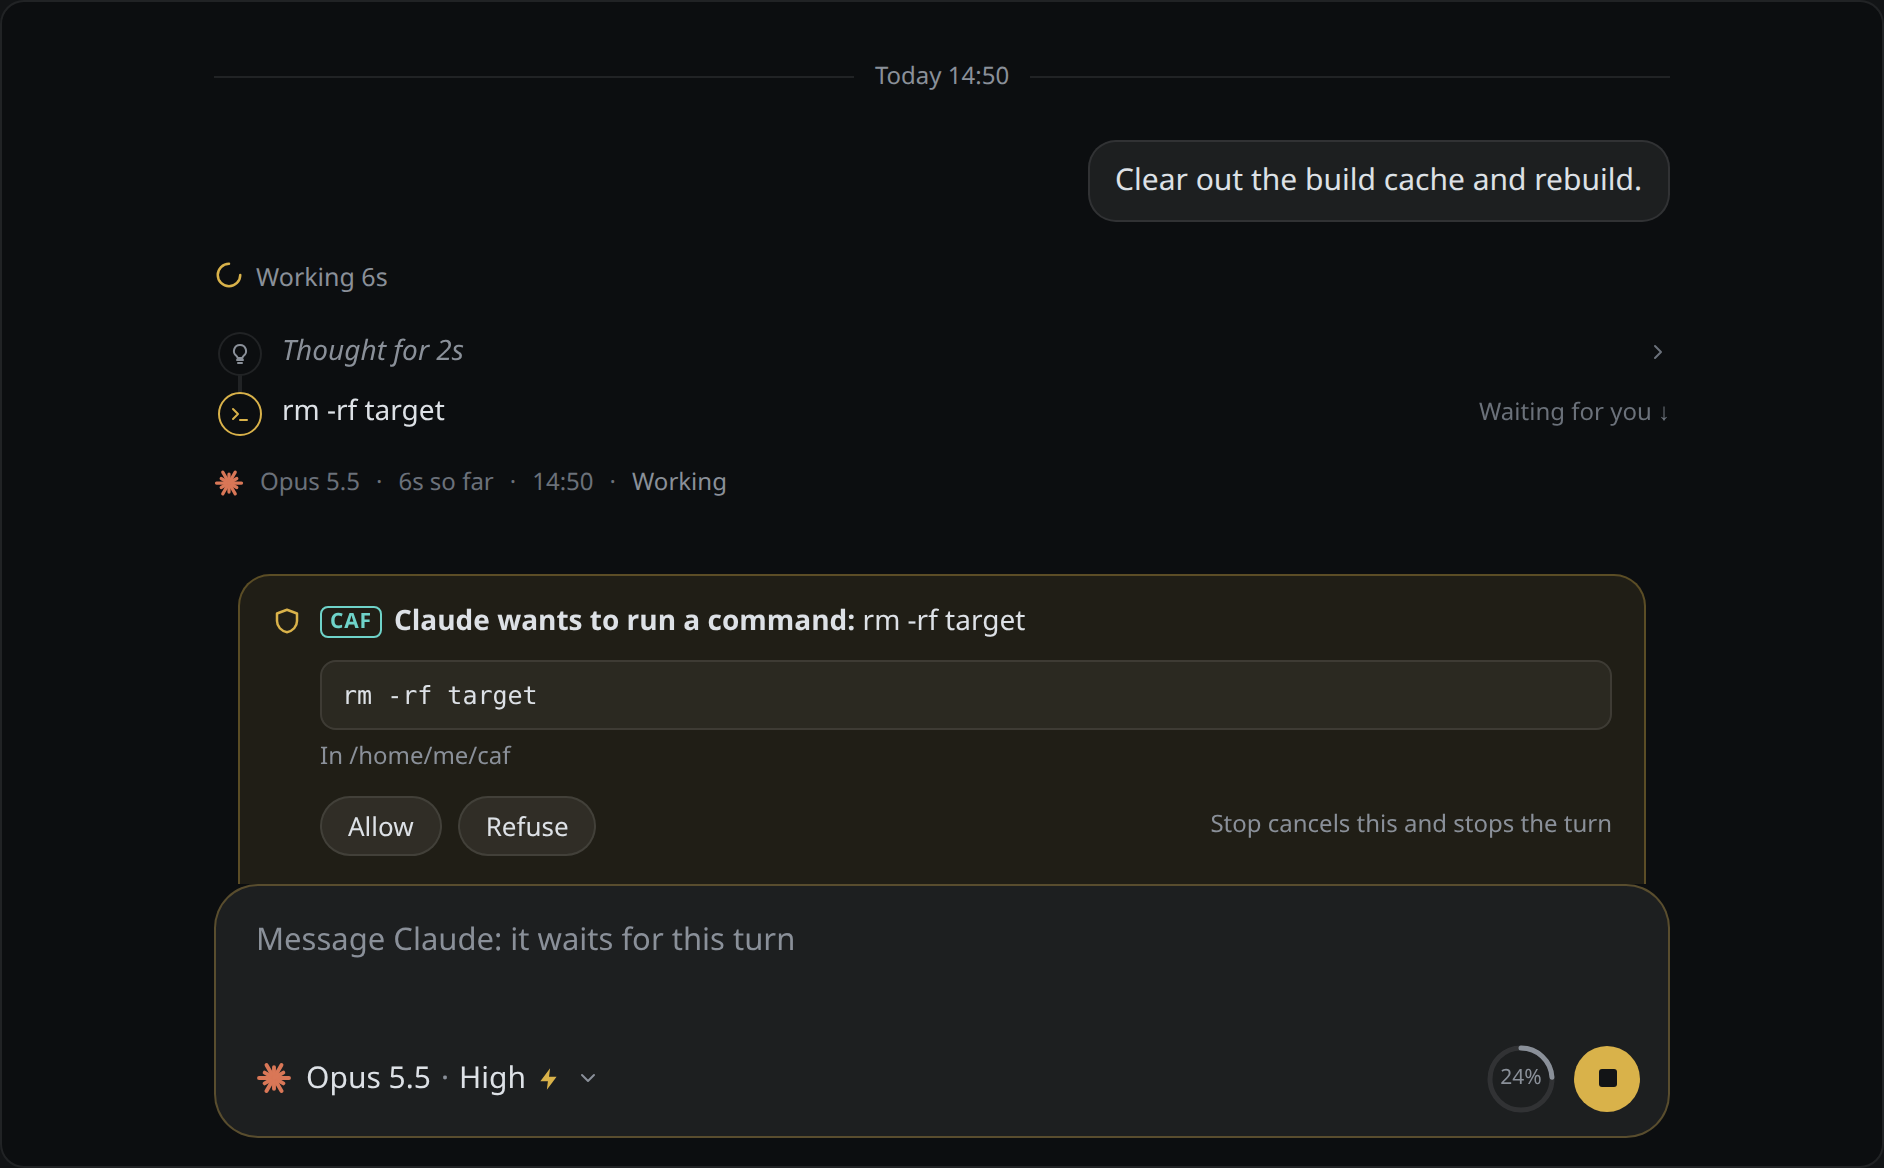 Today 14:50
Clear out the build cache and rebuild.
Working 6s
Thought for 2s
rm -rf target
Waiting for you ↓
Opus 5.5 · 6s so far · 14:50 · Working
CAF Claude wants to run a command: rm -rf target
rm -rf target
In /home/me/caf
Allow
Refuse
Stop cancels this and stops the turn
Message Claude: it waits for this turn
Opus 5.5 · High
24%